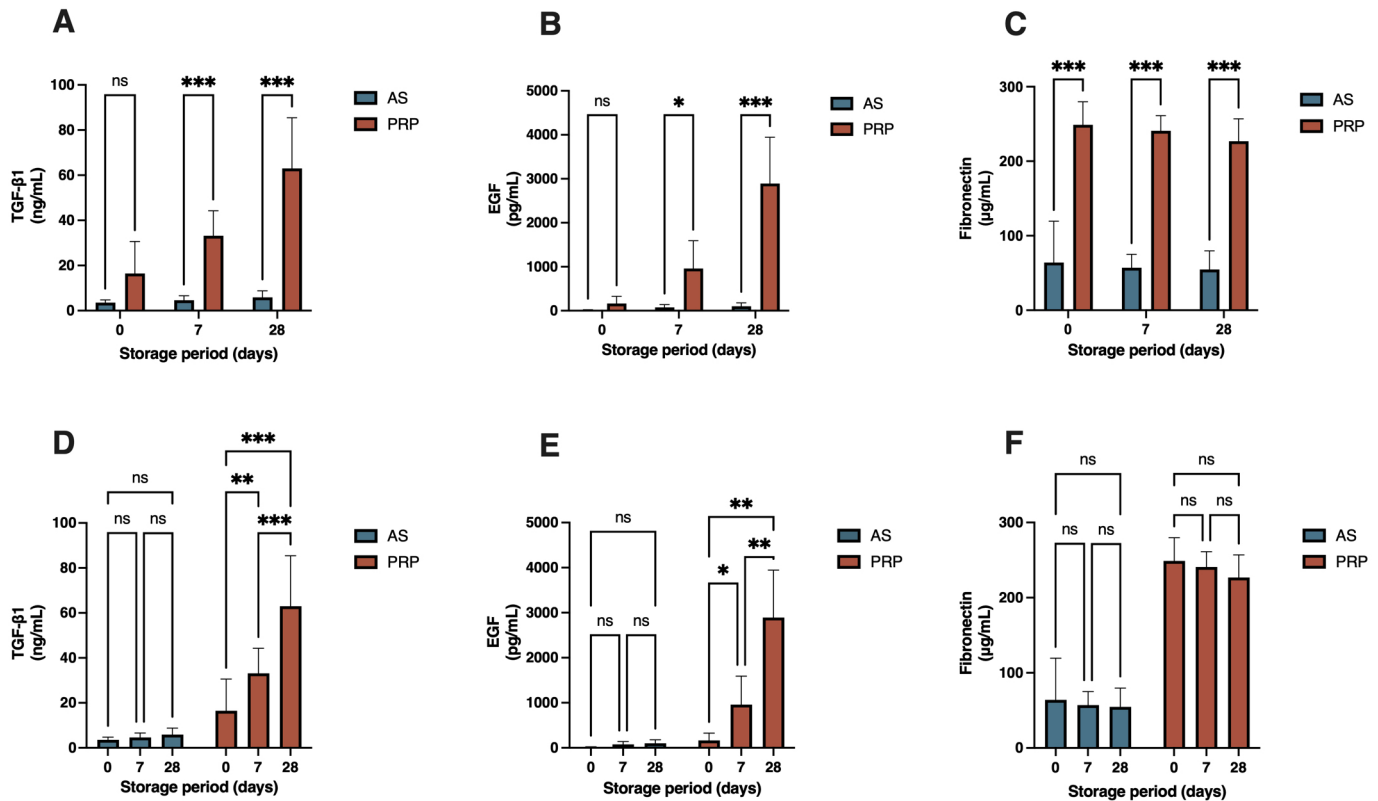 A
ns
***
***
100
80
60
40
20
0
TGF-β1
(ng/mL)
0
7
28
Storage period (days)
AS
PRP
B
ns
*
***
5000
4000
3000
2000
1000
0
EGF
(pg/mL)
0
7
28
Storage period (days)
AS
PRP
C
***
***
***
300
200
100
0
Fibronectin
(µg/mL)
0
7
28
Storage period (days)
AS
PRP
D
***
ns
**
ns
ns
***
100
80
60
40
20
0
TGF-β1
(ng/mL)
0
7
28
0
7
28
Storage period (days)
AS
PRP
E
ns
**
**
*
ns
ns
5000
4000
3000
2000
1000
0
EGF
(pg/mL)
0
7
28
0
7
28
Storage period (days)
AS
PRP
F
ns
ns
ns
ns
ns
ns
300
200
100
0
Fibronectin
(µg/mL)
0
7
28
0
7
28
Storage period (days)
AS
PRP